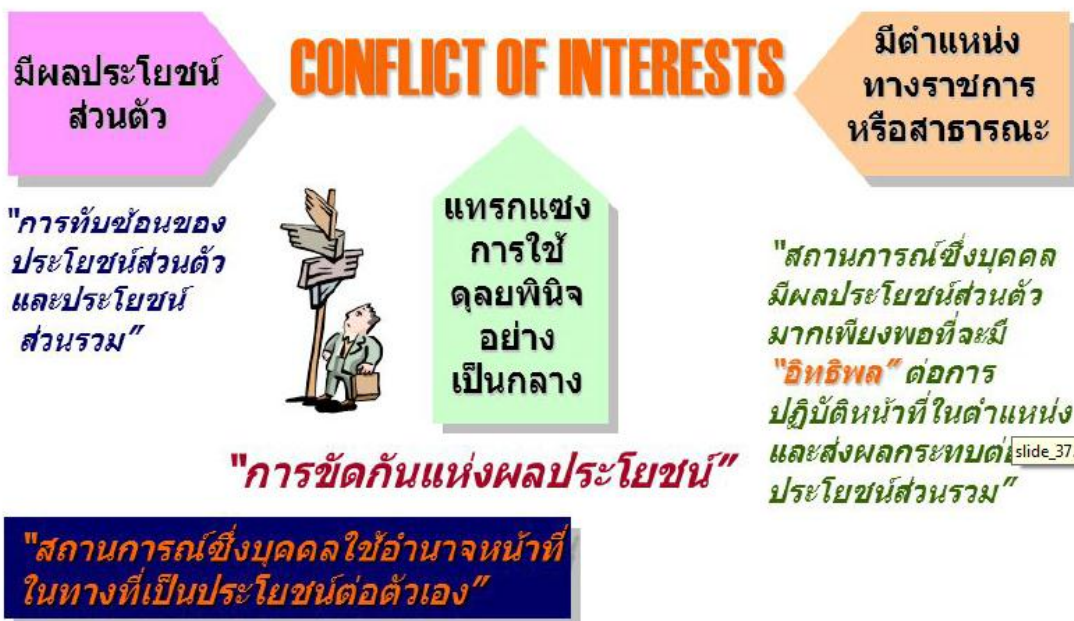 มีผลประโยชน์
ส่วนตัว
CONFLICT OF INTERESTS
มีตำแหน่ง
ทางราชการ
หรือสาธารณะ
"การทับซ้อนของ
ประโยชน์ส่วนตัว
และประโยชน์
ส่วนรวม"
แทรกแซง
การใช้
ดุลยพินิจ
อย่าง
เป็นกลาง
"สถานการณ์ซึ่งบุคคล
มีผลประโยชน์ส่วนตัว
มากเพียงพอที่จะมี
"อิทธิพล" ต่อการ
ปฏิบัติหน้าที่ในตำแหน่ง
และส่งผลกระทบต่อ
slide_37.
ประโยชน์ส่วนรวม"
"การขัดกันแห่งผลประโยชน์"
"สถานการณ์ซึ่งบุคคลใช้อำนาจหน้าที่
ในทางที่เป็นประโยชน์ต่อตัวเอง"